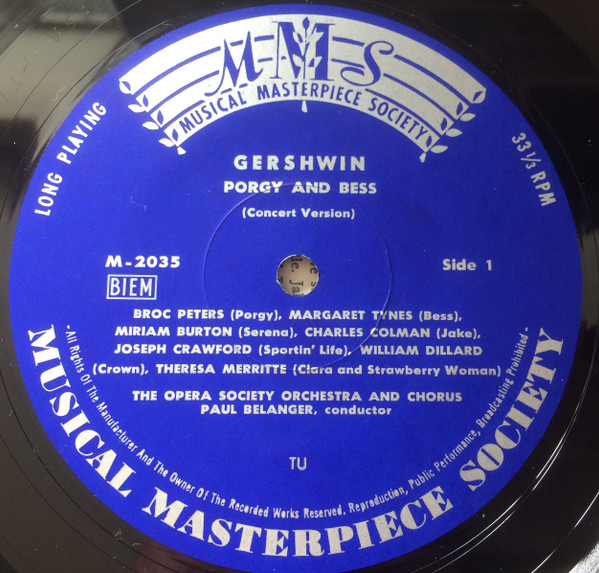 MMS
MUSICAL MASTERPIECE SOCIETY
LONG PLAYING
33 1/3 RPM
GERSHWIN
PORGY AND BESS
(Concert Version)
M-2035
Side 1
BIEM
BROC PETERS (Porgy), MARGARET TYNES (Bess),
MIRIAM BURTON (Serena), CHARLES COLMAN (Jake),
JOSEPH CRAWFORD (Sportin' Life), WILLIAM DILLARD
(Crown), THERESA MERRITTE (Clara and Strawberry Woman)
THE OPERA SOCIETY ORCHESTRA AND CHORUS
PAUL BELANGER, conductor
TU
- All Rights Of The Manufacturer And The Owner Of The Recorded Works Reserved. Reproduction, Public Performance, Broadcasting Prohibited -
MUSICAL MASTERPIECE SOCIETY